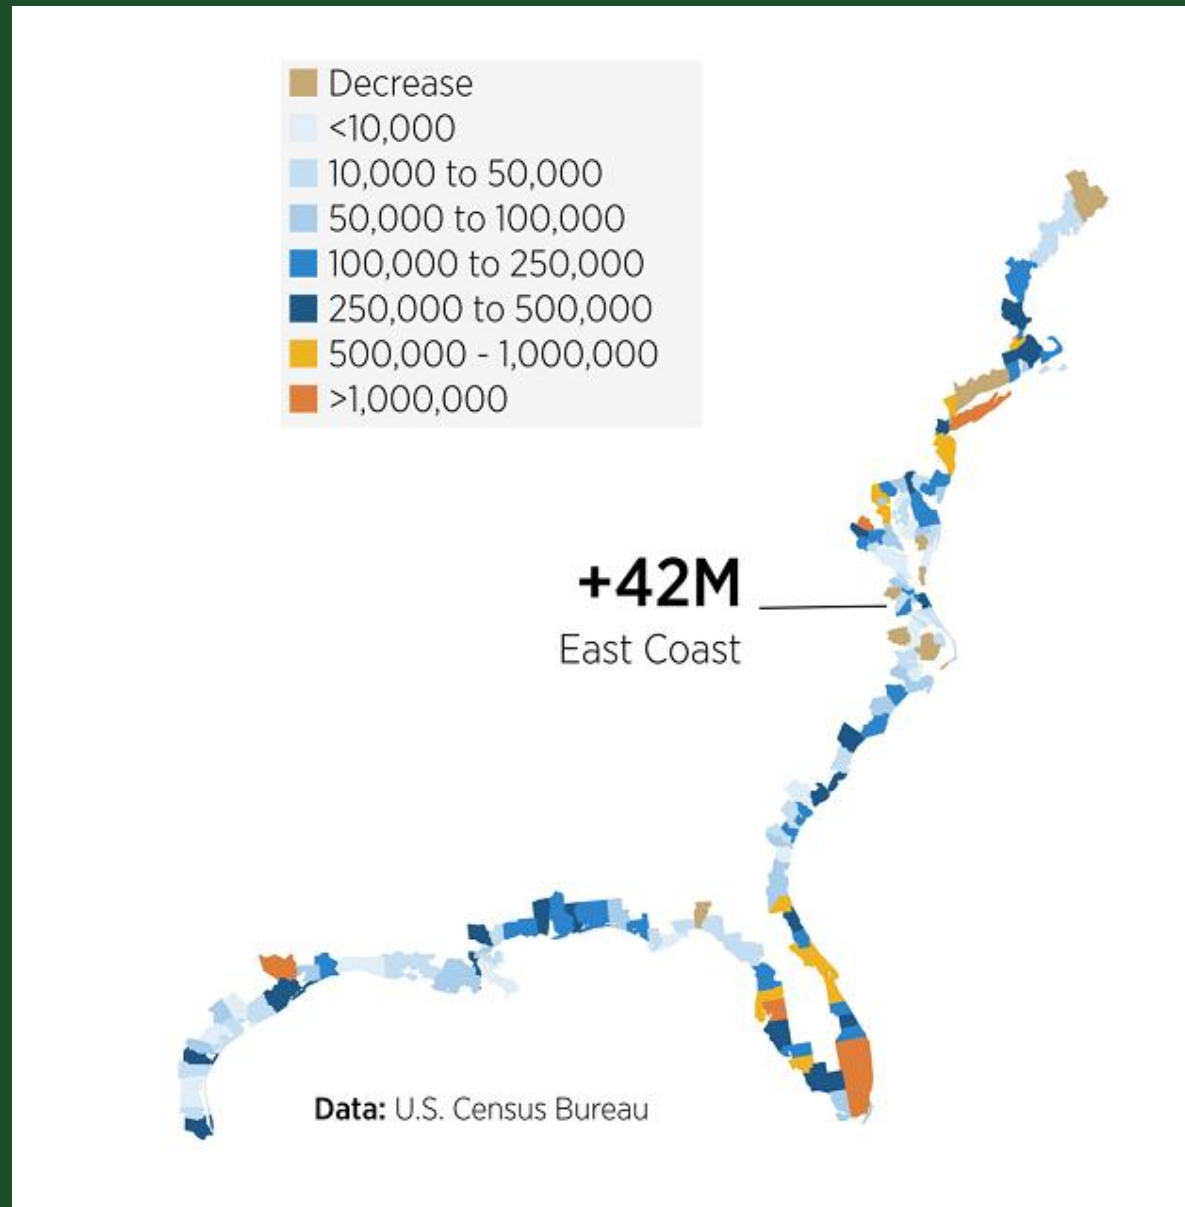 Decrease
<10,000
10,000 to 50,000
50,000 to 100,000
100,000 to 250,000
250,000 to 500,000
500,000 - 1,000,000
>1,000,000
+42M
East Coast
Data: U.S. Census Bureau